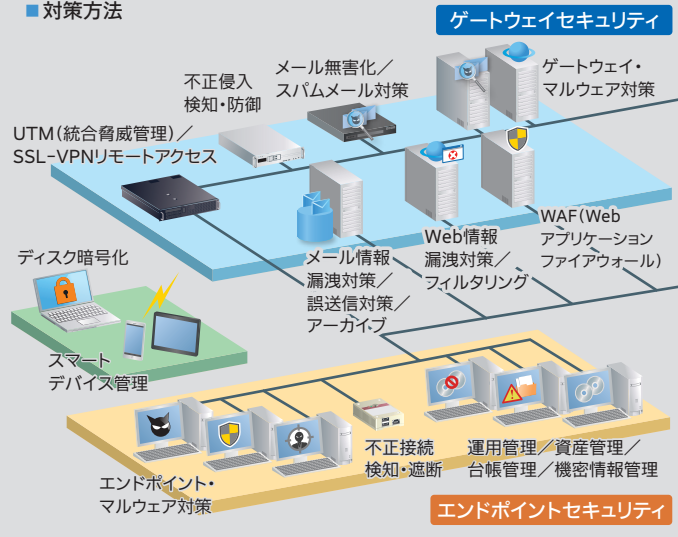 ■対策方法
ゲートウェイセキュリティ
メール無害化／
スパムメール対策
ゲートウェイ・
マルウェア対策
不正侵入
検知・防御
UTM（統合脅威管理）／
SSL-VPNリモートアクセス
WAF（Web
アプリケーション
ファイアウォール）
Web情報
漏洩対策／
フィルタリング
メール情報
漏洩対策／
誤送信対策／
アーカイブ
ディスク暗号化
スマート
デバイス管理
不正接続
検知・遮断
運用管理／資産管理／
台帳管理／機密情報管理
エンドポイント・
マルウェア対策
エンドポイントセキュリティ